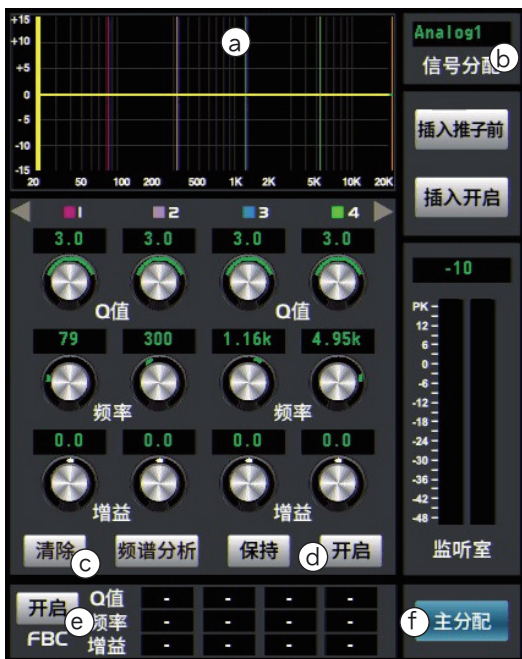 +15
+10
+5
0
-5
-10
-15
20 50 100 200 500 1K 2K 5K 10K 20K
a
Analog1
信号分配
b
插入推子前
插入开启
1 2 3 4
3.0 3.0 3.0 3.0
Q值 Q值
79 300 1.16k 4.95k
频率 频率
0.0 0.0 0.0 0.0
增益 增益
清除 频谱分析 保持 开启
c d
-10
PK
12
6
0
-6
-12
-18
-24
-30
-36
-42
-48
监听室
开启
e
FBC
Q值 - - - -
频率 - - - -
增益 - - - -
f 主分配